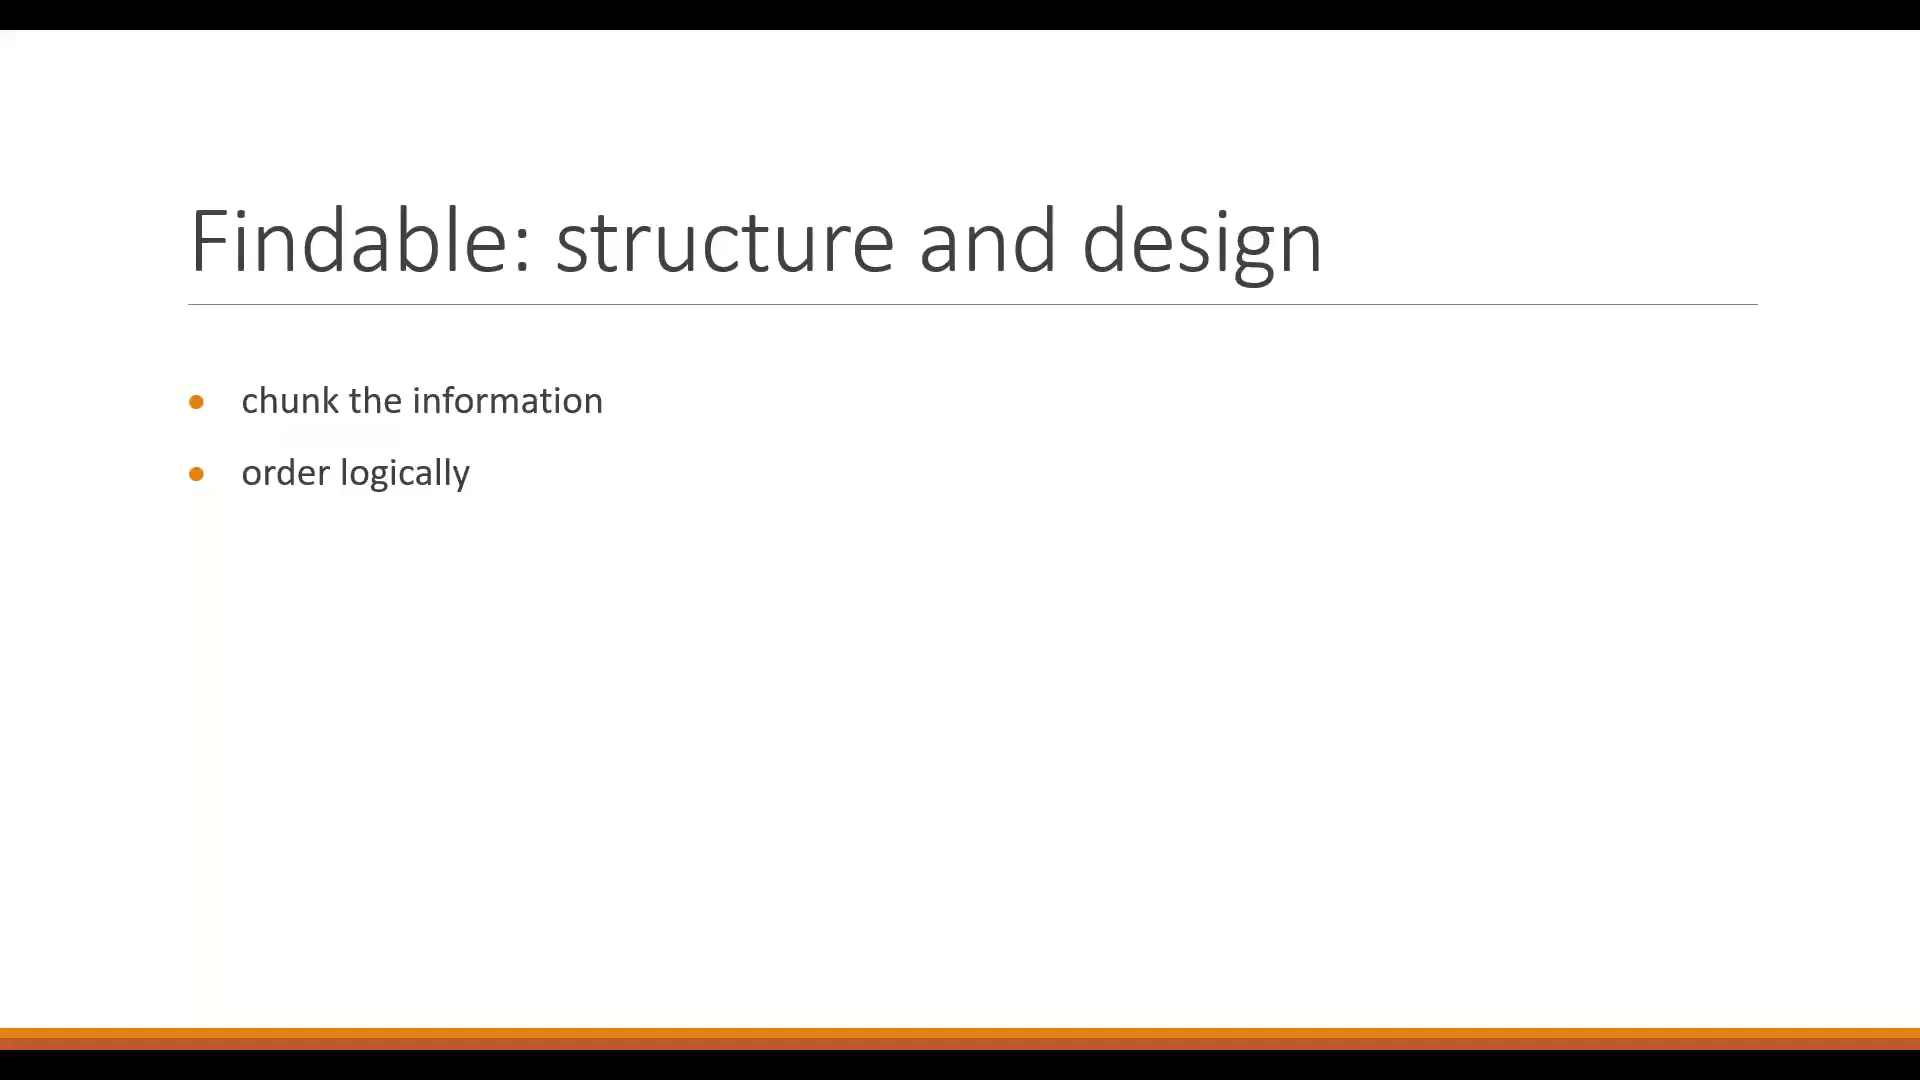 Findable: structure and design
chunk the information
order logically